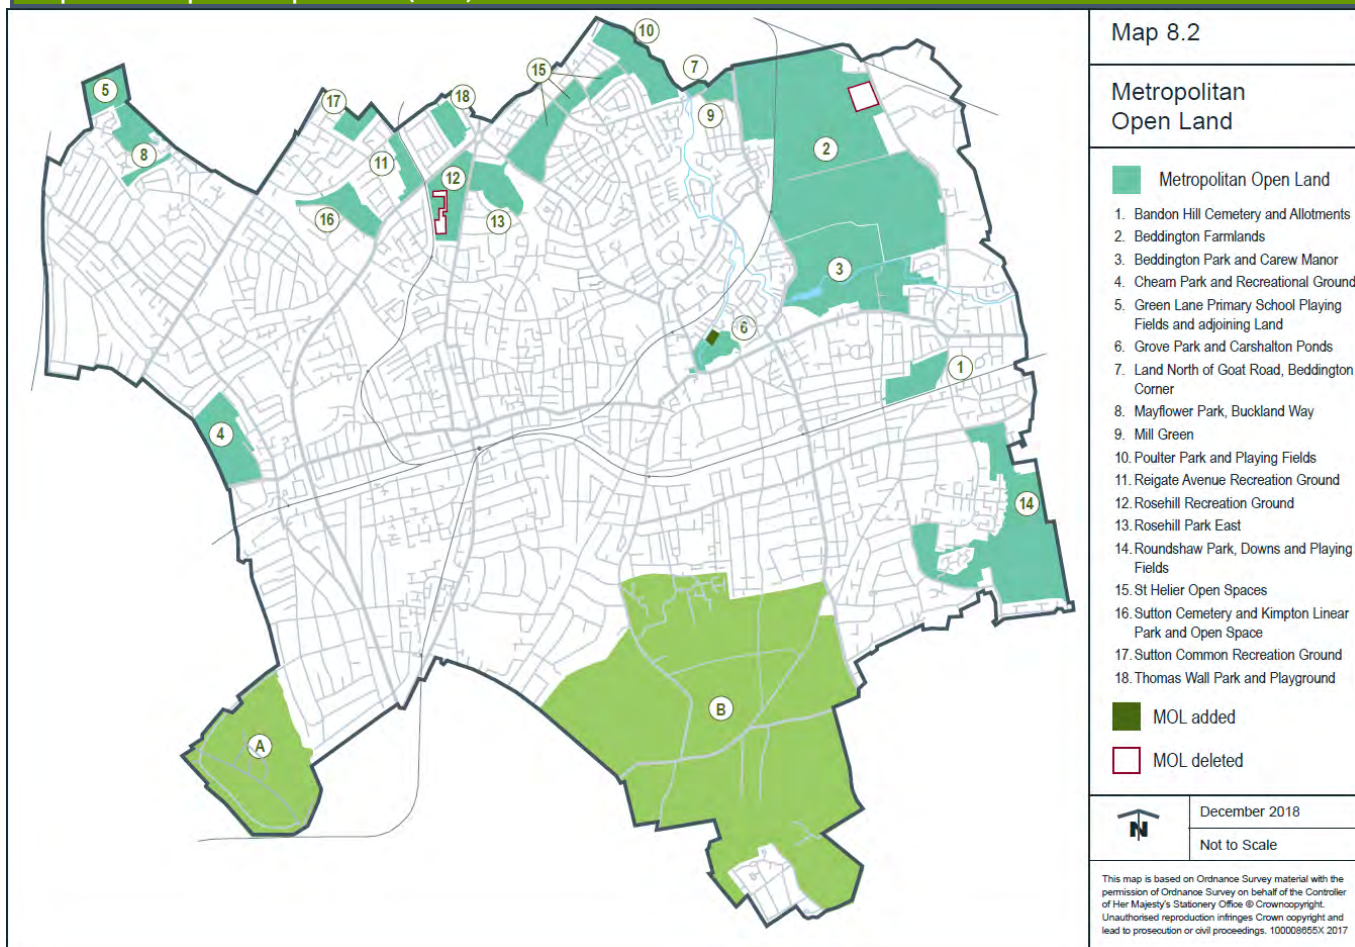 Map 8.2
Metropolitan
Open Land
Metropolitan Open Land
1. Bandon Hill Cemetery and Allotments
2. Beddington Farmlands
3. Beddington Park and Carew Manor
4. Cheam Park and Recreational Ground
5. Green Lane Primary School Playing
Fields and adjoining Land
6. Grove Park and Carshalton Ponds
7. Land North of Goat Road, Beddington
Corner
8. Mayflower Park, Buckland Way
9. Mill Green
10. Poulter Park and Playing Fields
11. Reigate Avenue Recreation Ground
12. Rosehill Recreation Ground
13. Rosehill Park East
14. Roundshaw Park, Downs and Playing
Fields
15. St Helier Open Spaces
16. Sutton Cemetery and Kimpton Linear
Park and Open Space
17. Sutton Common Recreation Ground
18. Thomas Wall Park and Playground
MOL added
MOL deleted
N
December 2018
Not to Scale
This map is based on Ordnance Survey material with the
permission of Ordnance Survey on behalf of the Controller
of Her Majesty's Stationery Office © Crowncopyright.
Unauthorised reproduction infringes Crown copyright and
lead to prosecution or civil proceedings. 100008655X 2017
10
7
15
5
17
18
9
8
11
2
12
16
13
3
6
1
4
14
B
A